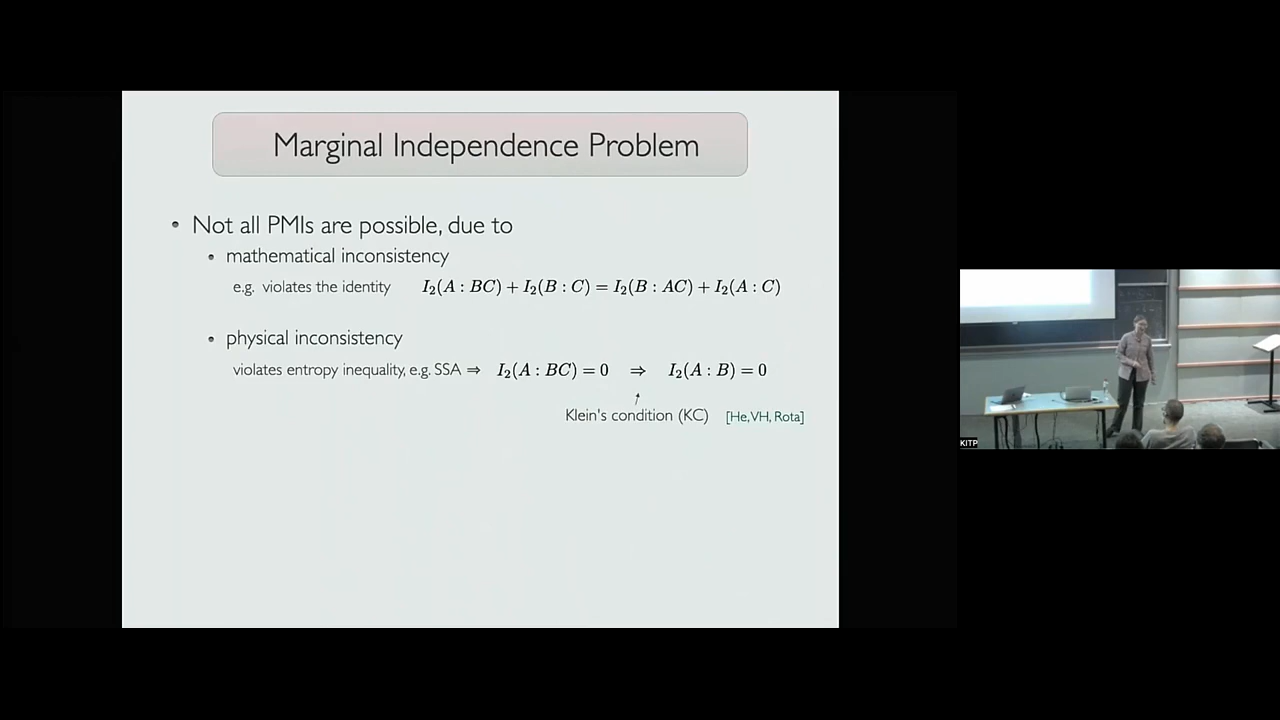 Marginal Independence Problem
• Not all PMIs are possible, due to
• mathematical inconsistency
e.g. violates the identity I₂(A : BC) + I₂(B : C) = I₂(B : AC) + I₂(A : C)
• physical inconsistency
violates entropy inequality, e.g. SSA ⇒ I₂(A : BC) = 0 ⇒ I₂(A : B) = 0
Klein's condition (KC) [He, VH, Rota]
KITP